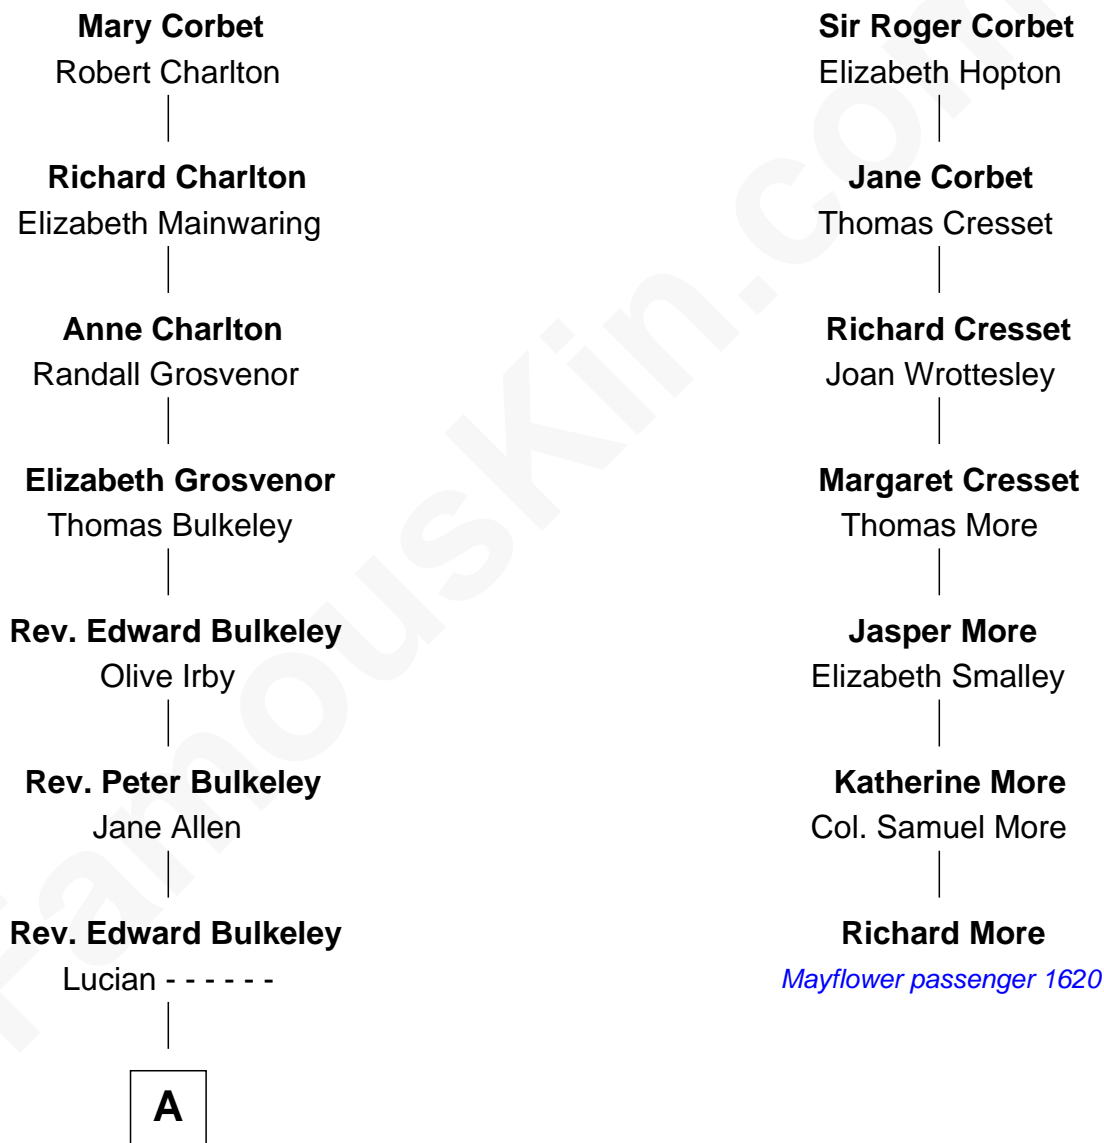 Mary Corbet
Robert Charlton
Richard Charlton
Elizabeth Mainwaring
Anne Charlton
Randall Grosvenor
Elizabeth Grosvenor
Thomas Bulkeley
Rev. Edward Bulkeley
Olive Irby
Rev. Peter Bulkeley
Jane Allen
Rev. Edward Bulkeley
Lucian - - - - - -
A
Sir Roger Corbet
Elizabeth Hopton
Jane Corbet
Thomas Cresset
Richard Cresset
Joan Wrottesley
Margaret Cresset
Thomas More
Jasper More
Elizabeth Smalley
Katherine More
Col. Samuel More
Richard More
Mayflower passenger 1620
FamousKin.com